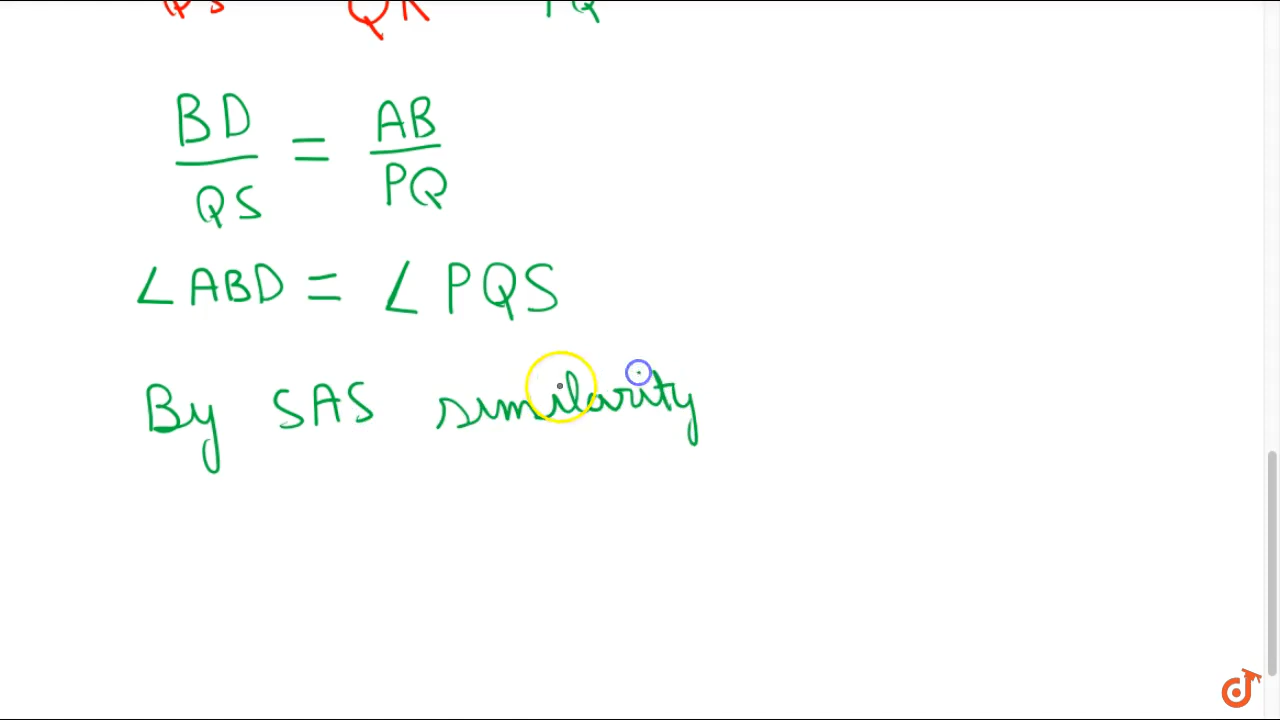 BD = AB
QS PQ
∠ABD = ∠PQS
By SAS similarity